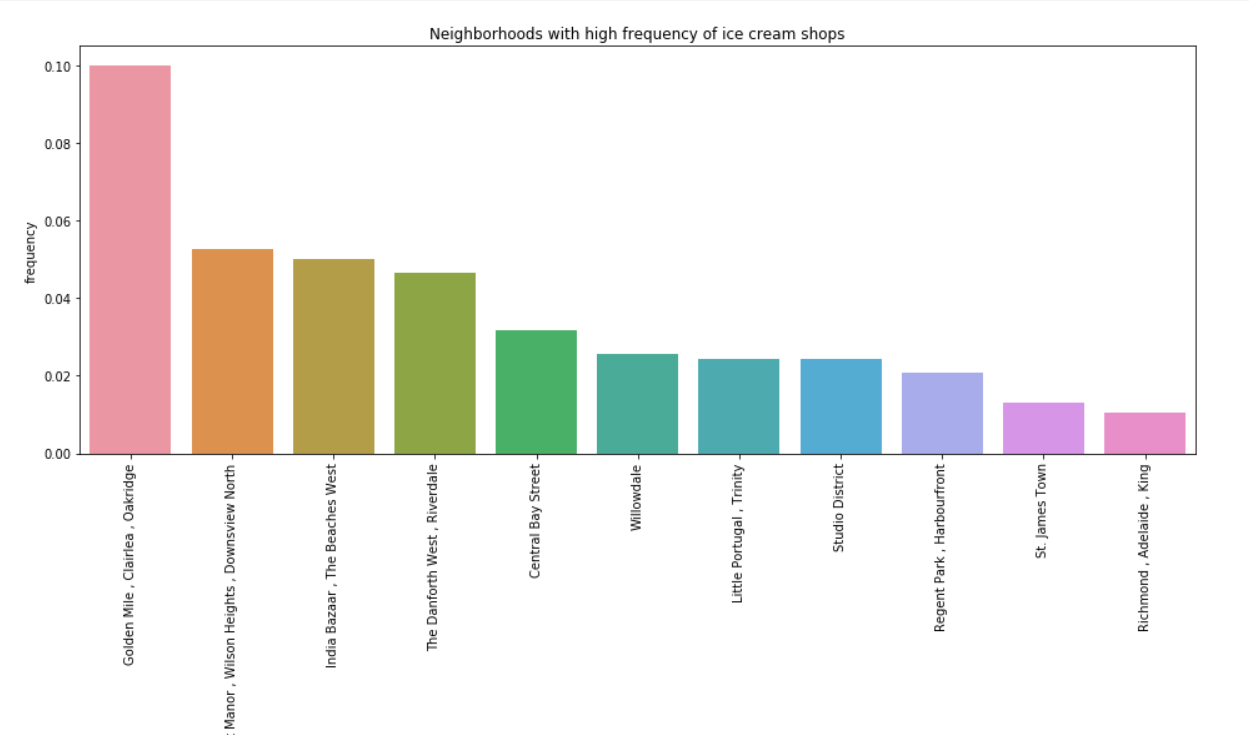 Neighborhoods with high frequency of ice cream shops
frequency
0.10
0.08
0.06
0.04
0.02
0.00
Golden Mile , Clairlea , Oakridge
Manor , Wilson Heights , Downsview North
India Bazaar , The Beaches West
The Danforth West , Riverdale
Central Bay Street
Willowdale
Little Portugal , Trinity
Studio District
Regent Park , Harbourfront
St. James Town
Richmond , Adelaide , King